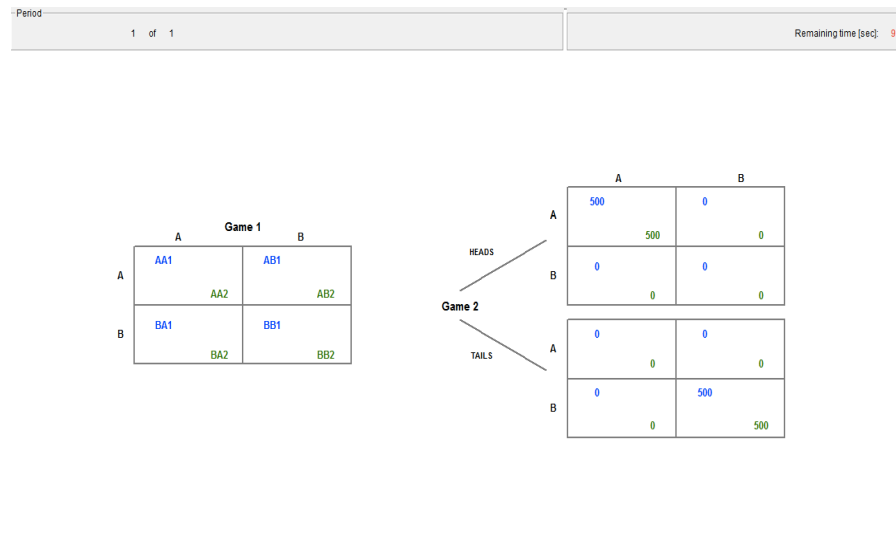 Period
1 of 1
Remaining time [sec]: 9
Game 1
A B
A
AA1 AB1
AA2 AB2
B
BA1 BB1
BA2 BB2
Game 2
HEADS
A B
A
500 0
500 0
B
0 0
0 0
TAILS
A
0 0
0 0
B
0 500
0 500